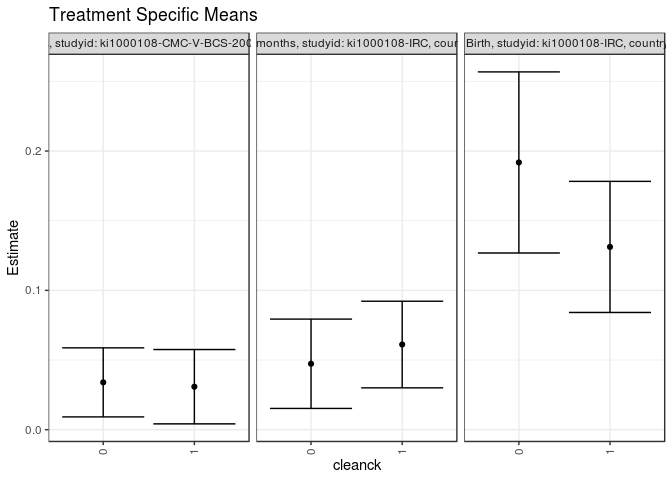 Treatment Specific Means
, studyid: ki1000108-CMC-V-BCS-200
months, studyid: ki1000108-IRC, cour
Birth, studyid: ki1000108-IRC, country
Estimate
0.2
0.1
0.0
0 1 0 1 0 1
cleanck